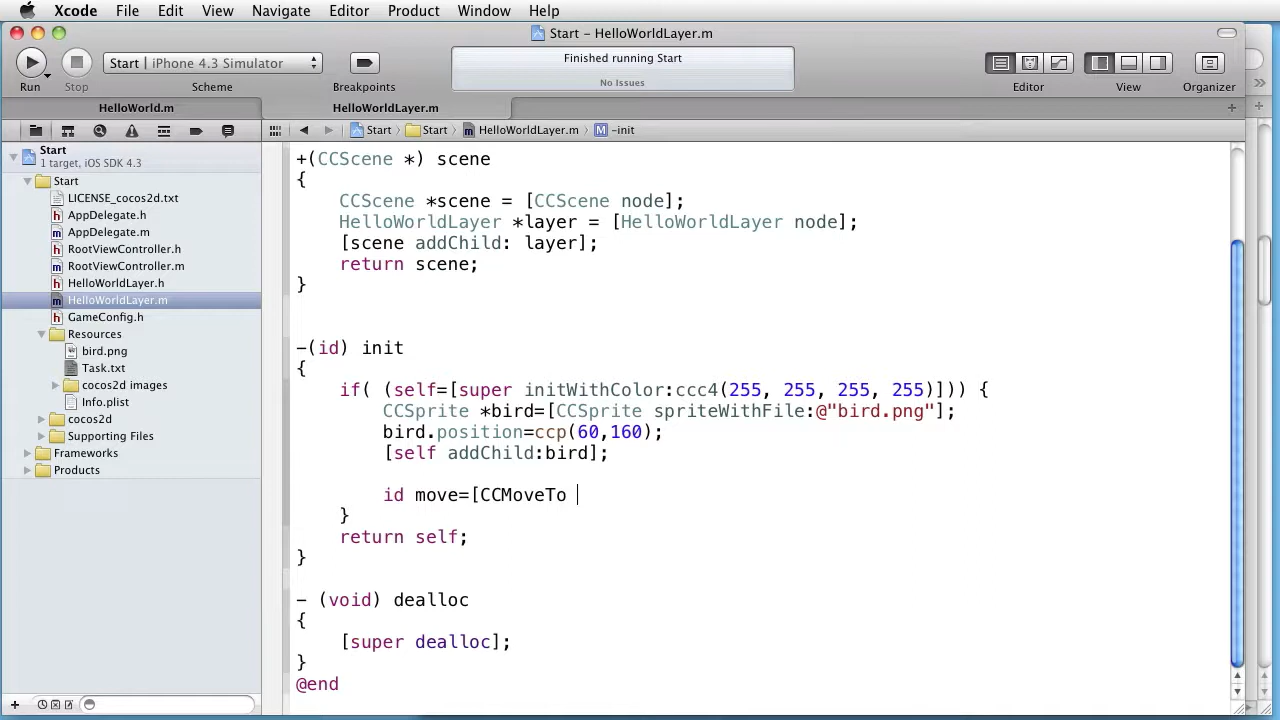 Xcode File Edit View Navigate Editor Product Window Help
Start – HelloWorldLayer.m
Start | iPhone 4.3 Simulator
Finished running Start
No Issues
Run Stop Scheme Breakpoints Editor View Organizer
HelloWorld.m HelloWorldLayer.m
Start Start HelloWorldLayer.m M -init
Start
1 target, iOS SDK 4.3
Start
LICENSE_cocos2d.txt
AppDelegate.h
AppDelegate.m
RootViewController.h
RootViewController.m
HelloWorldLayer.h
HelloWorldLayer.m
GameConfig.h
Resources
bird.png
Task.txt
cocos2d images
Info.plist
cocos2d
Supporting Files
Frameworks
Products
+(CCScene *) scene
{
CCScene *scene = [CCScene node];
HelloWorldLayer *layer = [HelloWorldLayer node];
[scene addChild: layer];
return scene;
}
-(id) init
{
if( (self=[super initWithColor:ccc4(255, 255, 255, 255)])) {
CCSprite *bird=[CCSprite spriteWithFile:@"bird.png"];
bird.position=ccp(60,160);
[self addChild:bird];
id move=[CCMoveTo
}
return self;
}
- (void) dealloc
{
[super dealloc];
}
@end